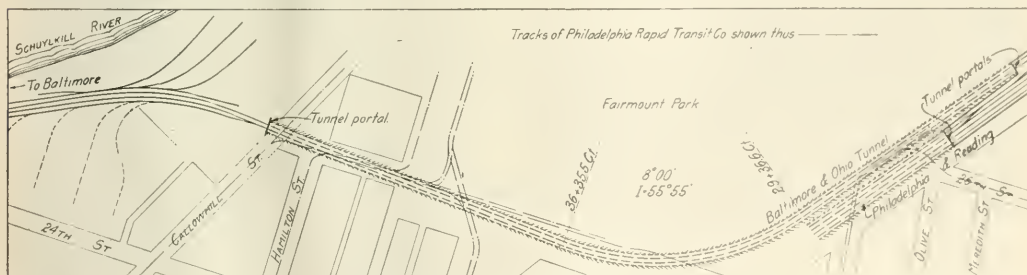 SCHUYLKILL RIVER
To Baltimore
Tracks of Philadelphia Rapid Transit Co shown thus
Tunnel portal.
Fairmount Park
Tunnel portals
8°00'
I=55°55'
Baltimore & Ohio Tunnel
Philadelphia & Reading
24TH ST
CALLOWHILL ST.
HAMILTON ST.
OLIVE ST
MEREDITH ST